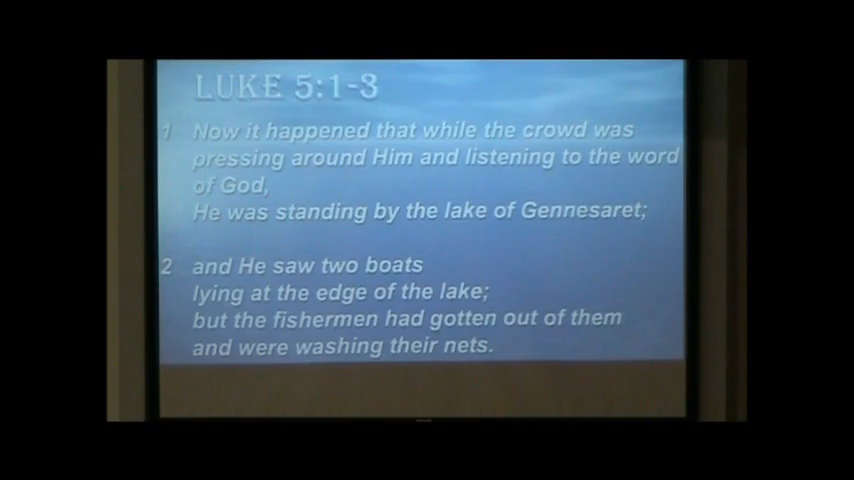 LUKE 5:1-3
1 Now it happened that while the crowd was
pressing around Him and listening to the word
of God,
He was standing by the lake of Gennesaret;
2 and He saw two boats
lying at the edge of the lake;
but the fishermen had gotten out of them
and were washing their nets.